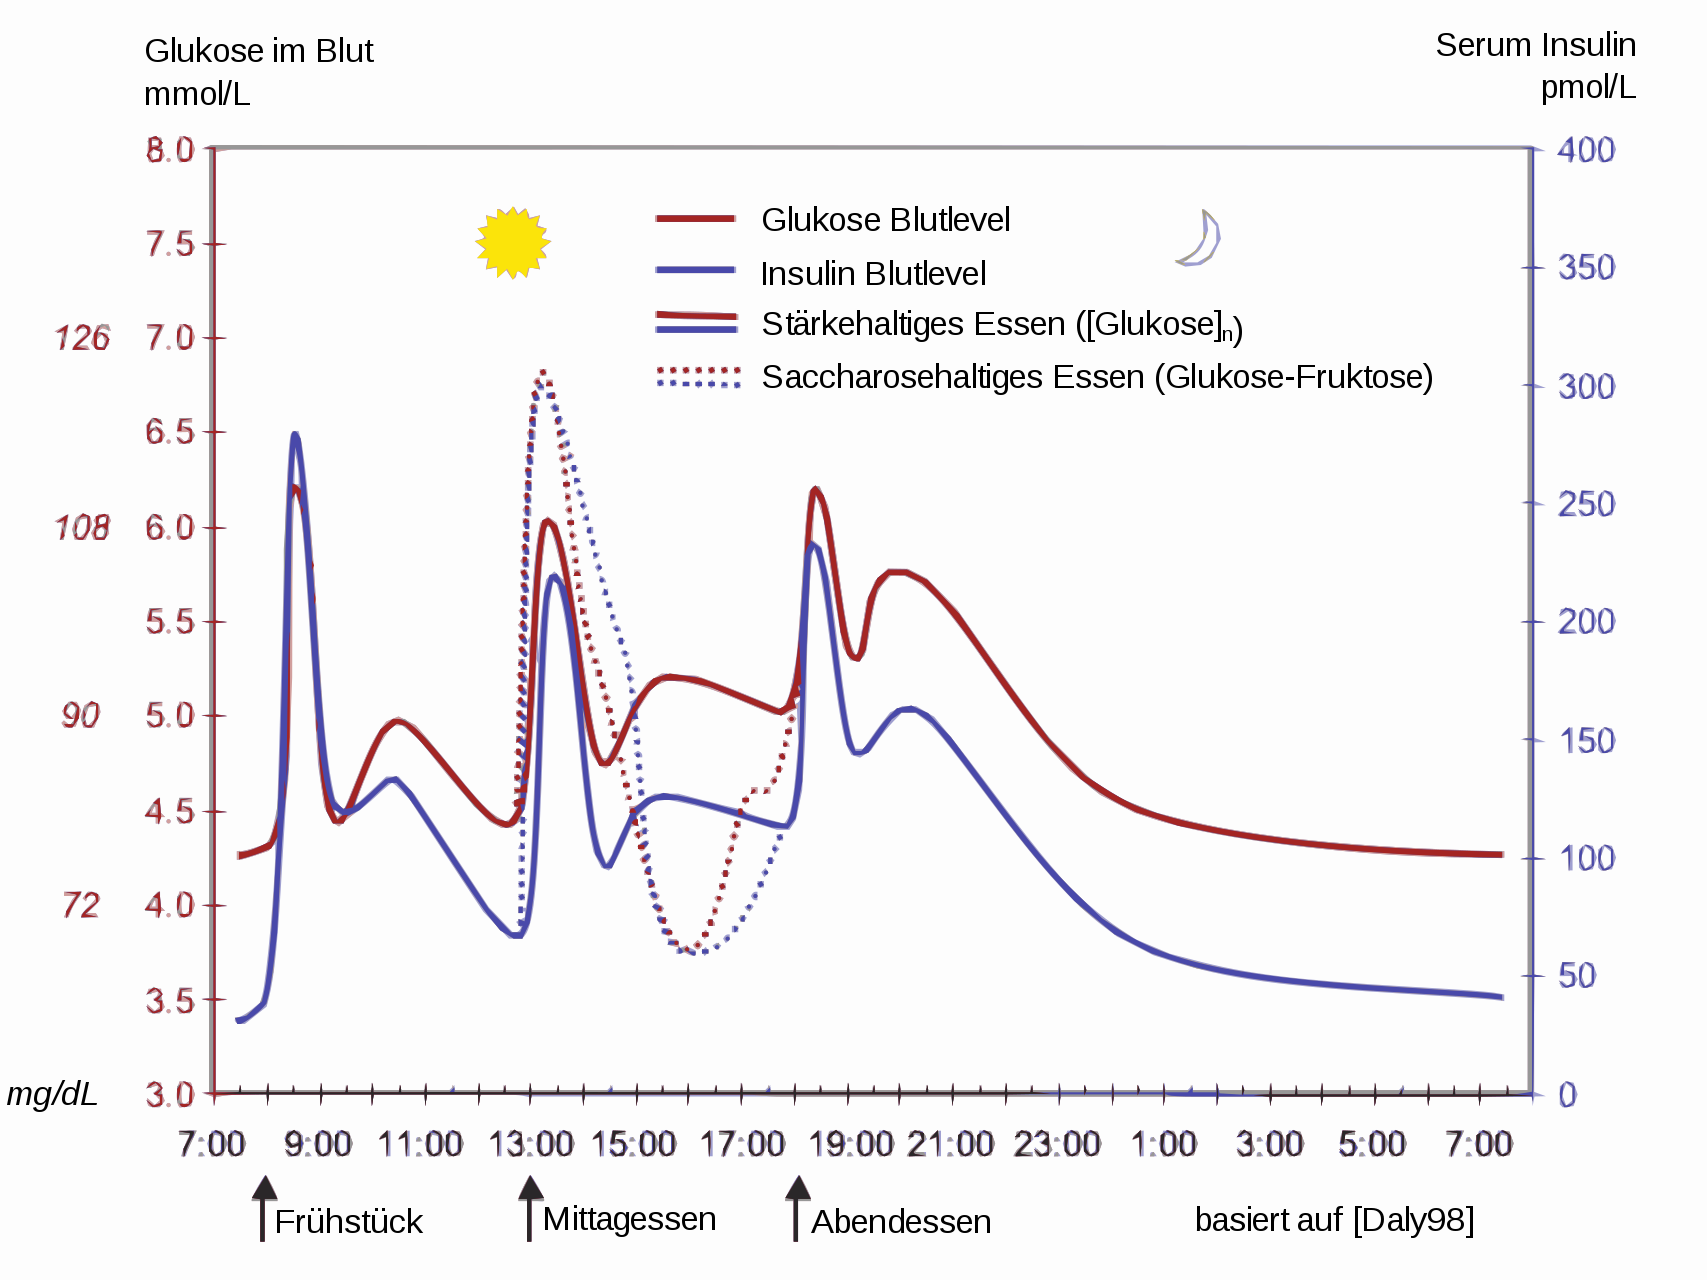 Glukose im Blut
mmol/L
Serum Insulin
pmol/L
8.0
7.5
7.0
6.5
6.0
5.5
5.0
4.5
4.0
3.5
3.0
126
108
90
72
mg/dL
400
350
300
250
200
150
100
50
0
Glukose Blutlevel
Insulin Blutlevel
Stärkehaltiges Essen ([Glukose]n)
Saccharosehaltiges Essen (Glukose-Fruktose)
7:00 9:00 11:00 13:00 15:00 17:00 19:00 21:00 23:00 1:00 3:00 5:00 7:00
Frühstück
Mittagessen
Abendessen
basiert auf [Daly98]